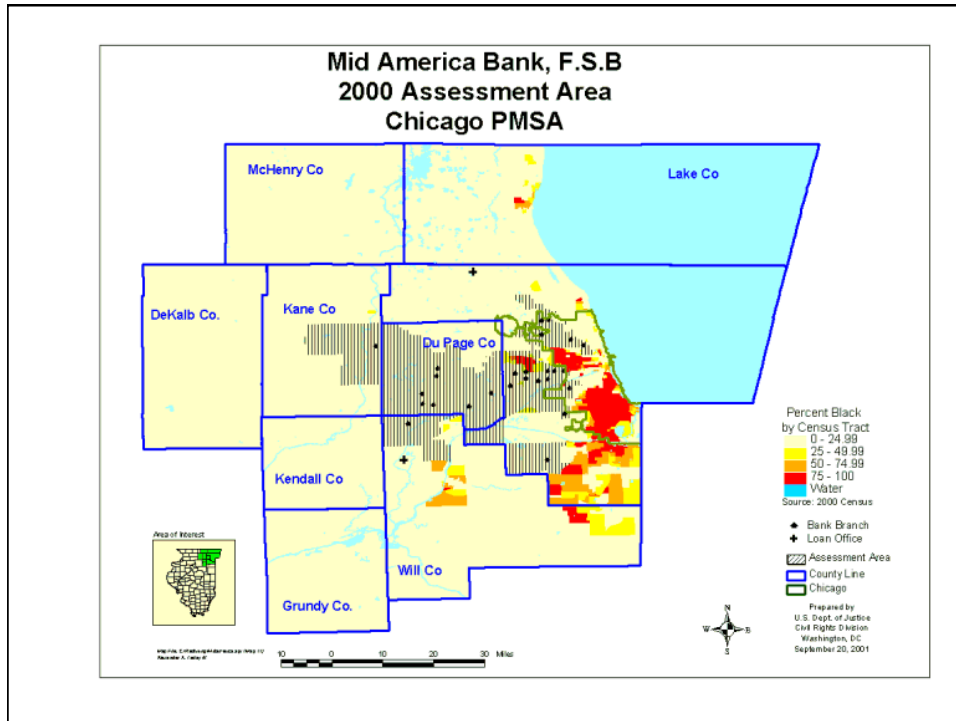 Mid America Bank, F.S.B
2000 Assessment Area
Chicago PMSA
McHenry Co
Lake Co
DeKalb Co.
Kane Co
Du Page Co
Kendall Co
Will Co
Grundy Co.
Percent Black
by Census Tract
0 - 24.99
25 - 49.99
50 - 74.99
75 - 100
Water
Source: 2000 Census
Bank Branch
Loan Office
Assessment Area
County Line
Chicago
Area of Interest
N
W
S
Prepared by
U.S. Dept. of Justice
Civil Rights Division
Washington, DC
September 20, 2001
10 0 10 20 30 Miles